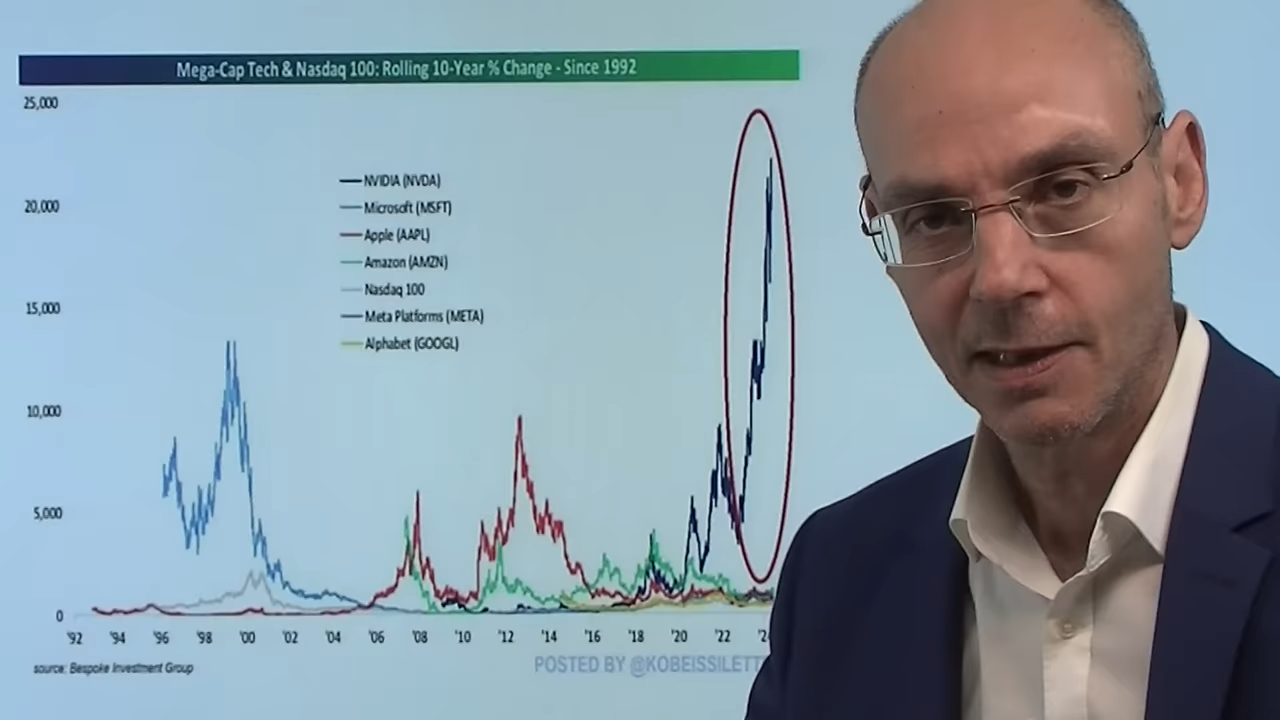 Mega-Cap Tech & Nasdaq 100: Rolling 10-Year % Change - Since 1992
25,000
20,000
15,000
10,000
5,000
0
NVIDIA (NVDA)
Microsoft (MSFT)
Apple (AAPL)
Amazon (AMZN)
Nasdaq 100
Meta Platforms (META)
Alphabet (GOOGL)
'92 '94 '96 '98 '00 '02 '04 '06 '08 '10 '12 '14 '16 '18 '20 '22
source: Bespoke Investment Group
POSTED BY